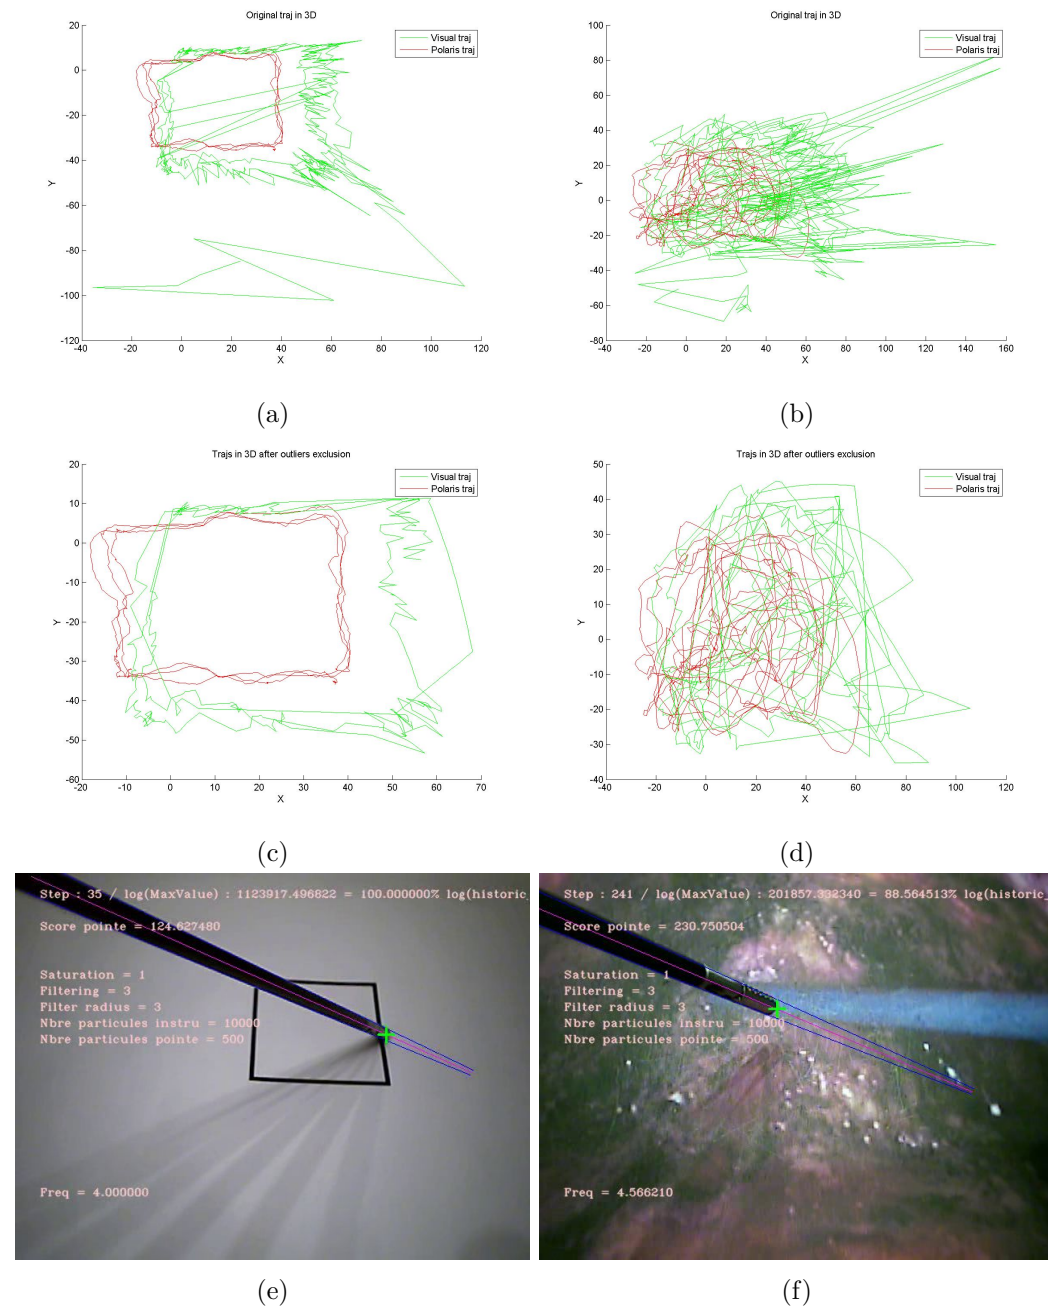 Original traj in 3D
Visual traj
Polaris traj
20
0
-20
-40
-60
-80
-100
-120
Y
-40
-20
0
20
40
60
80
100
120
X
(a)
Original traj in 3D
Visual traj
Polaris traj
100
80
60
40
20
0
-20
-40
-60
-80
Y
-40
-20
0
20
40
60
80
100
120
140
160
X
(b)
Trajs in 3D after outliers exclusion
Visual traj
Polaris traj
20
10
0
-10
-20
-30
-40
-50
-60
Y
-20
-10
0
10
20
30
40
50
60
70
X
(c)
Trajs in 3D after outliers exclusion
Visual traj
Polaris traj
50
40
30
20
10
0
-10
-20
-30
-40
Y
-40
-20
0
20
40
60
80
100
120
X
(d)
Step : 35 / log(MaxValue) : 1123917.496822 = 100.000000% log(historic_
Score pointe = 124.627480
Saturation = 1
Filtering = 3
Filter radius = 3
Nbre particules instru = 10000
Nbre particules pointe = 500
Freq = 4.000000
(e)
Step : 241 / log(MaxValue) : 201857.332340 = 88.564513% log(historic_
Score pointe = 230.750504
Saturation = 1
Filtering = 3
Filter radius = 3
Nbre particules instru = 10000
Nbre particules pointe = 500
Freq = 4.566210
(f)